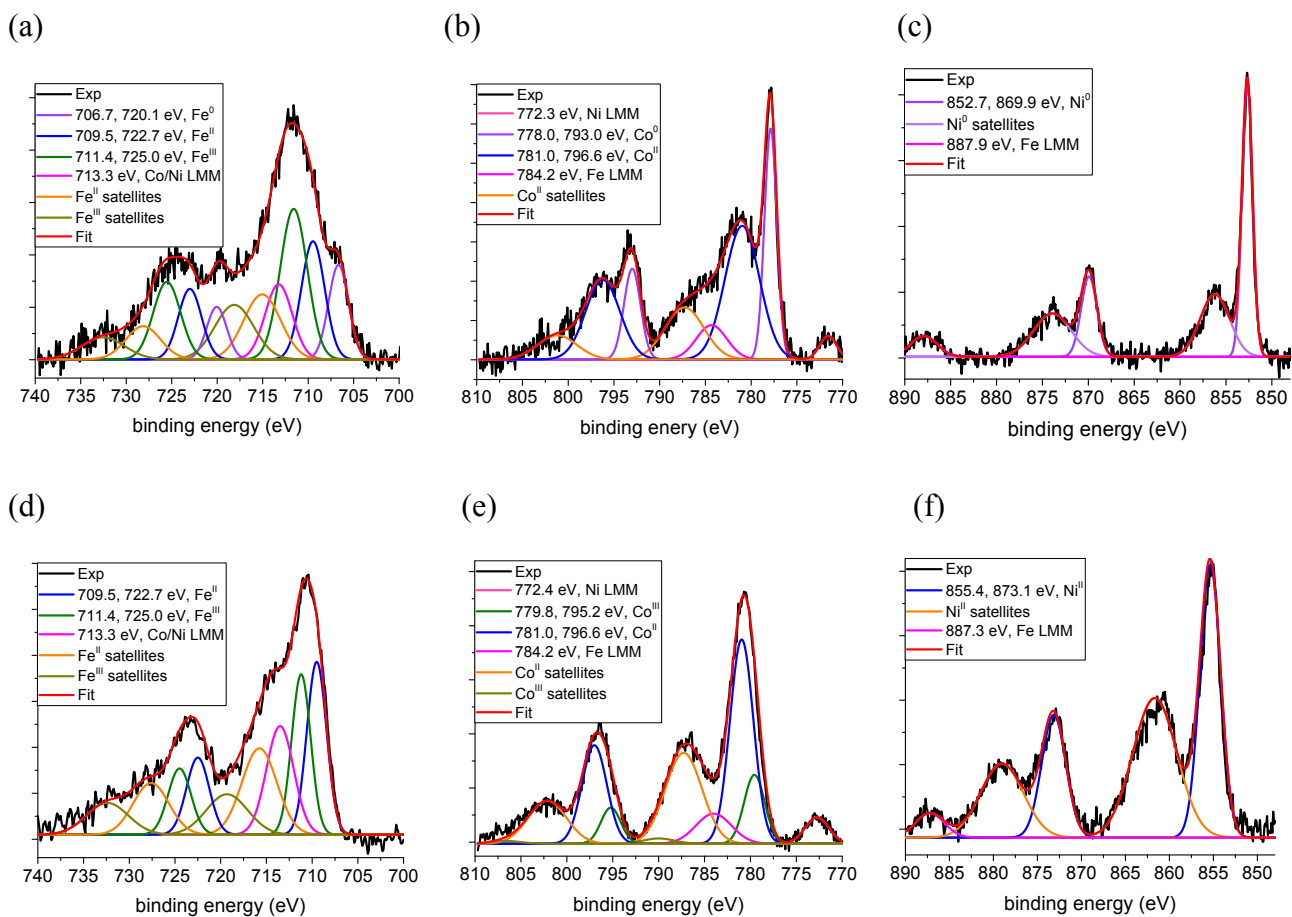 (a)
Exp
706.7, 720.1 eV, Fe⁰
709.5, 722.7 eV, Feᴵᴵ
711.4, 725.0 eV, Feᴵᴵᴵ
713.3 eV, Co/Ni LMM
Feᴵᴵ satellites
Feᴵᴵᴵ satellites
Fit
740 735 730 725 720 715 710 705 700
binding energy (eV)
(b)
Exp
772.3 eV, Ni LMM
778.0, 793.0 eV, Co⁰
781.0, 796.6 eV, Coᴵᴵ
784.2 eV, Fe LMM
Coᴵᴵ satellites
Fit
810 805 800 795 790 785 780 775 770
binding enery (eV)
(c)
Exp
852.7, 869.9 eV, Ni⁰
Ni⁰ satellites
887.9 eV, Fe LMM
Fit
890 885 880 875 870 865 860 855 850
binding energy (eV)
(d)
Exp
709.5, 722.7 eV, Feᴵᴵ
711.4, 725.0 eV, Feᴵᴵᴵ
713.3 eV, Co/Ni LMM
Feᴵᴵ satellites
Feᴵᴵᴵ satellites
Fit
740 735 730 725 720 715 710 705 700
binding energy (eV)
(e)
Exp
772.4 eV, Ni LMM
779.8, 795.2 eV, Coᴵᴵᴵ
781.0, 796.6 eV, Coᴵᴵ
784.2 eV, Fe LMM
Coᴵᴵ satellites
Coᴵᴵᴵ satellites
Fit
810 805 800 795 790 785 780 775 770
binding energy (eV)
(f)
Exp
855.4, 873.1 eV, Niᴵᴵ
Niᴵᴵ satellites
887.3 eV, Fe LMM
Fit
890 885 880 875 870 865 860 855 850
binding energy (eV)